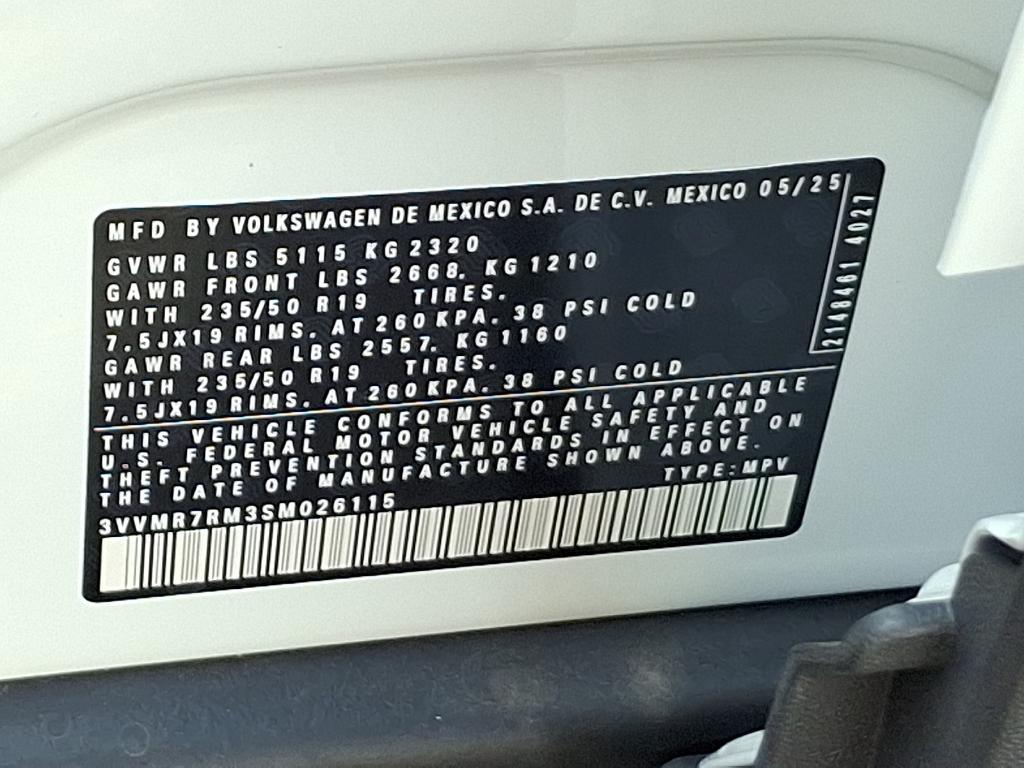 MFD BY VOLKSWAGEN DE MEXICO S.A. DE C.V. MEXICO 05/25
GVWR LBS 5115 KG 2320
GAWR FRONT LBS 2668. KG 1210
WITH 235/50 R19 TIRES.
7.5JX19 RIMS. AT 260 KPA. 38 PSI COLD
GAWR REAR LBS 2557. KG 1160
WITH 235/50 R19 TIRES.
7.5JX19 RIMS. AT 260 KPA. 38 PSI COLD
2148461 4027
THIS VEHICLE CONFORMS TO ALL APPLICABLE
U.S. FEDERAL MOTOR VEHICLE SAFETY AND
THEFT PREVENTION STANDARDS IN EFFECT ON
THE DATE OF MANUFACTURE SHOWN ABOVE.
TYPE: MPV
3VVMR7RM3SM026115